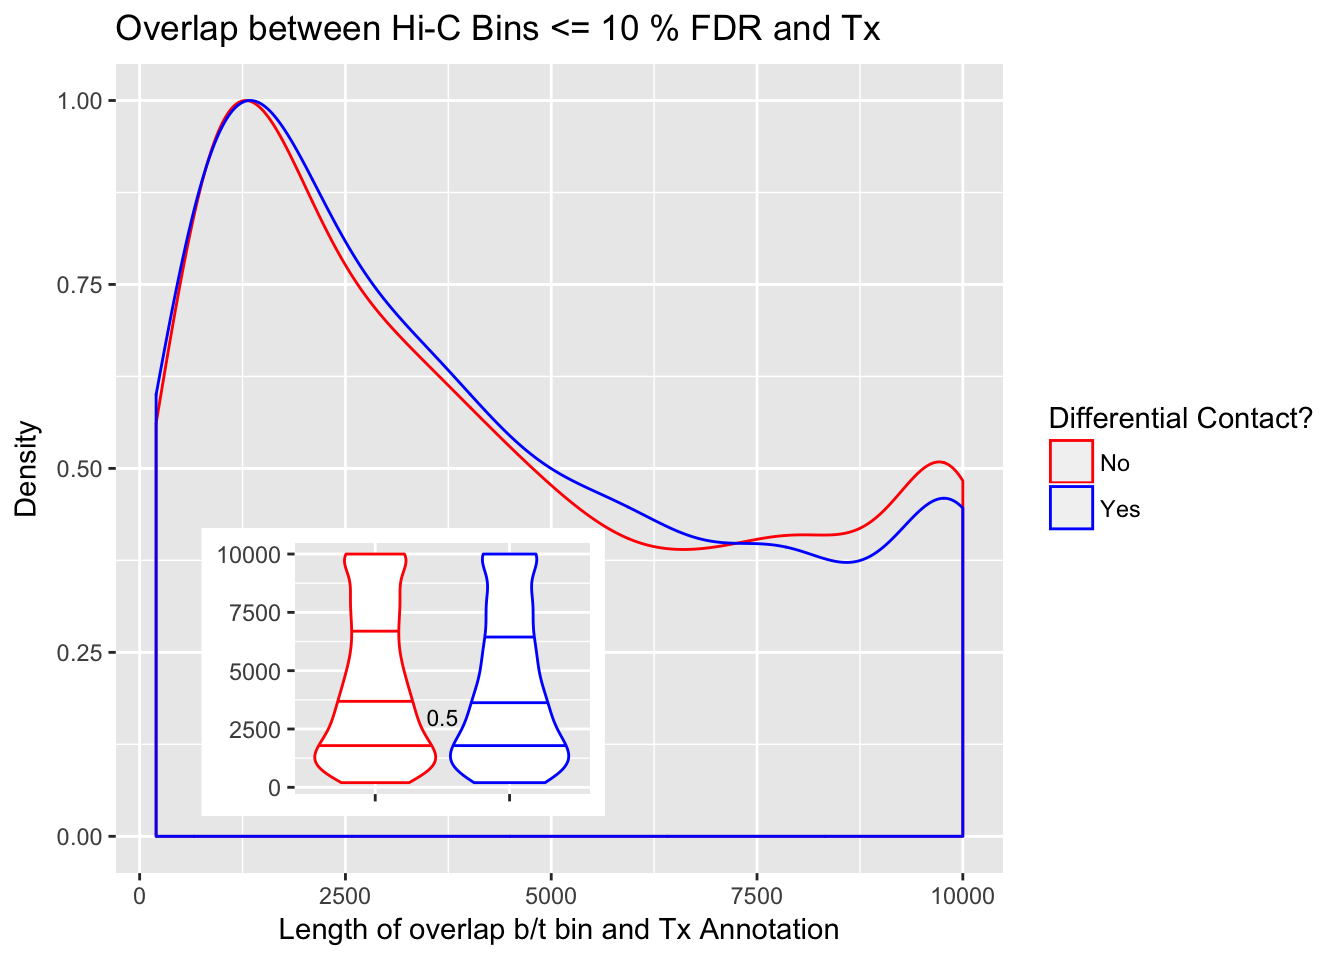 Overlap between Hi-C Bins <= 10 % FDR and Tx
1.00
0.75
0.50
0.25
0.00
Density
10000
7500
5000
2500
0
0.5
0
2500
5000
7500
10000
Length of overlap b/t bin and Tx Annotation
Differential Contact?
No
Yes